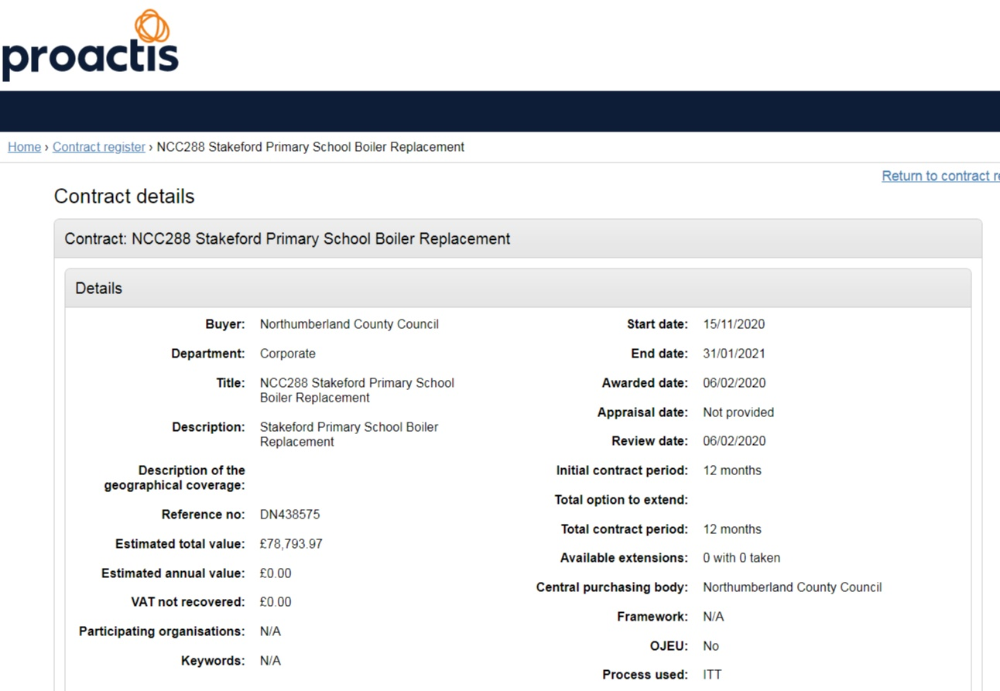 proactis
Home › Contract register › NCC288 Stakeford Primary School Boiler Replacement
Return to contract
Contract details
Contract: NCC288 Stakeford Primary School Boiler Replacement
Details
Buyer: Northumberland County Council
Department: Corporate
Title: NCC288 Stakeford Primary School
Boiler Replacement
Description: Stakeford Primary School Boiler
Replacement
Description of the
geographical coverage:
Reference no: DN438575
Estimated total value: £78,793.97
Estimated annual value: £0.00
VAT not recovered: £0.00
Participating organisations: N/A
Keywords: N/A
Start date: 15/11/2020
End date: 31/01/2021
Awarded date: 06/02/2020
Appraisal date: Not provided
Review date: 06/02/2020
Initial contract period: 12 months
Total option to extend:
Total contract period: 12 months
Available extensions: 0 with 0 taken
Central purchasing body: Northumberland County Council
Framework: N/A
OJEU: No
Process used: ITT